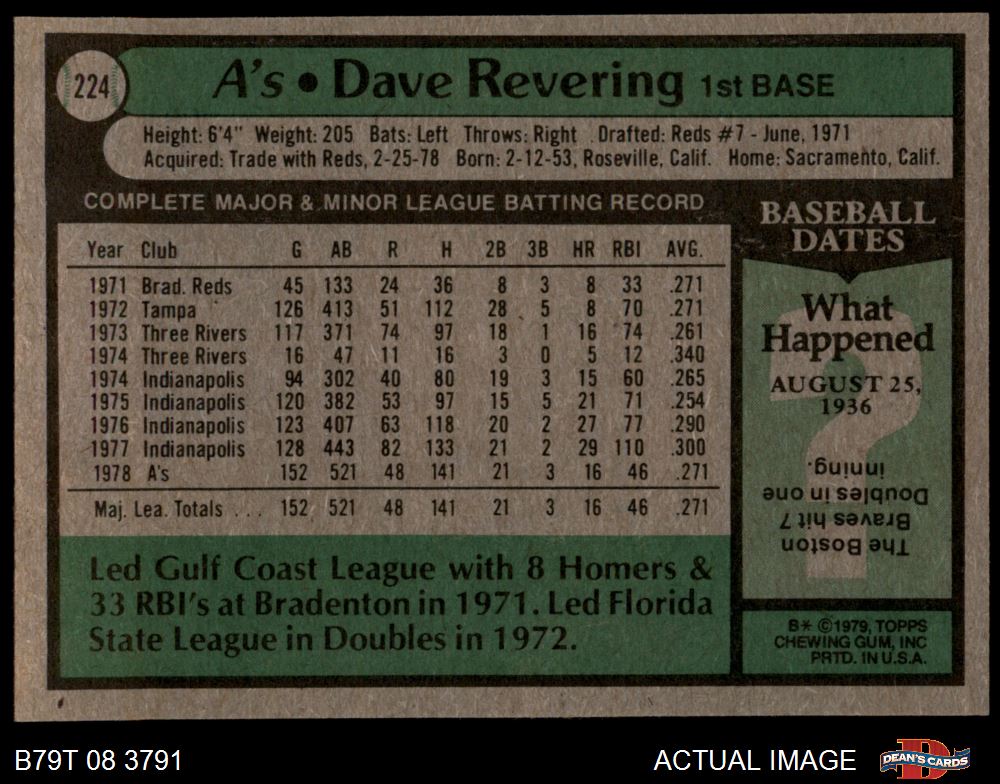 224
A's • Dave Revering 1st BASE
Height: 6'4" Weight: 205 Bats: Left Throws: Right Drafted: Reds #7 - June, 1971
Acquired: Trade with Reds, 2-25-78 Born: 2-12-53, Roseville, Calif. Home: Sacramento, Calif.
COMPLETE MAJOR & MINOR LEAGUE BATTING RECORD
Year Club G AB R H 2B 3B HR RBI AVG.
1971 Brad. Reds 45 133 24 36 8 3 8 33 .271
1972 Tampa 126 413 51 112 28 5 8 70 .271
1973 Three Rivers 117 371 74 97 18 1 16 74 .261
1974 Three Rivers 16 47 11 16 3 0 5 12 .340
1974 Indianapolis 94 302 40 80 19 3 15 60 .265
1975 Indianapolis 120 382 53 97 15 5 21 71 .254
1976 Indianapolis 123 407 63 118 20 2 27 77 .290
1977 Indianapolis 128 443 82 133 21 2 29 110 .300
1978 A's 152 521 48 141 21 3 16 46 .271
Maj. Lea. Totals . . . 152 521 48 141 21 3 16 46 .271
Led Gulf Coast League with 8 Homers &
33 RBI's at Bradenton in 1971. Led Florida
State League in Doubles in 1972.
BASEBALL
DATES
What
Happened
AUGUST 25,
1936
?
The Boston
Braves hit 7
Doubles in one
inning.
B* ©1979, TOPPS
CHEWING GUM, INC
PRTD. IN U.S.A.
B79T 08 3791
ACTUAL IMAGE
DEAN'S CARDS